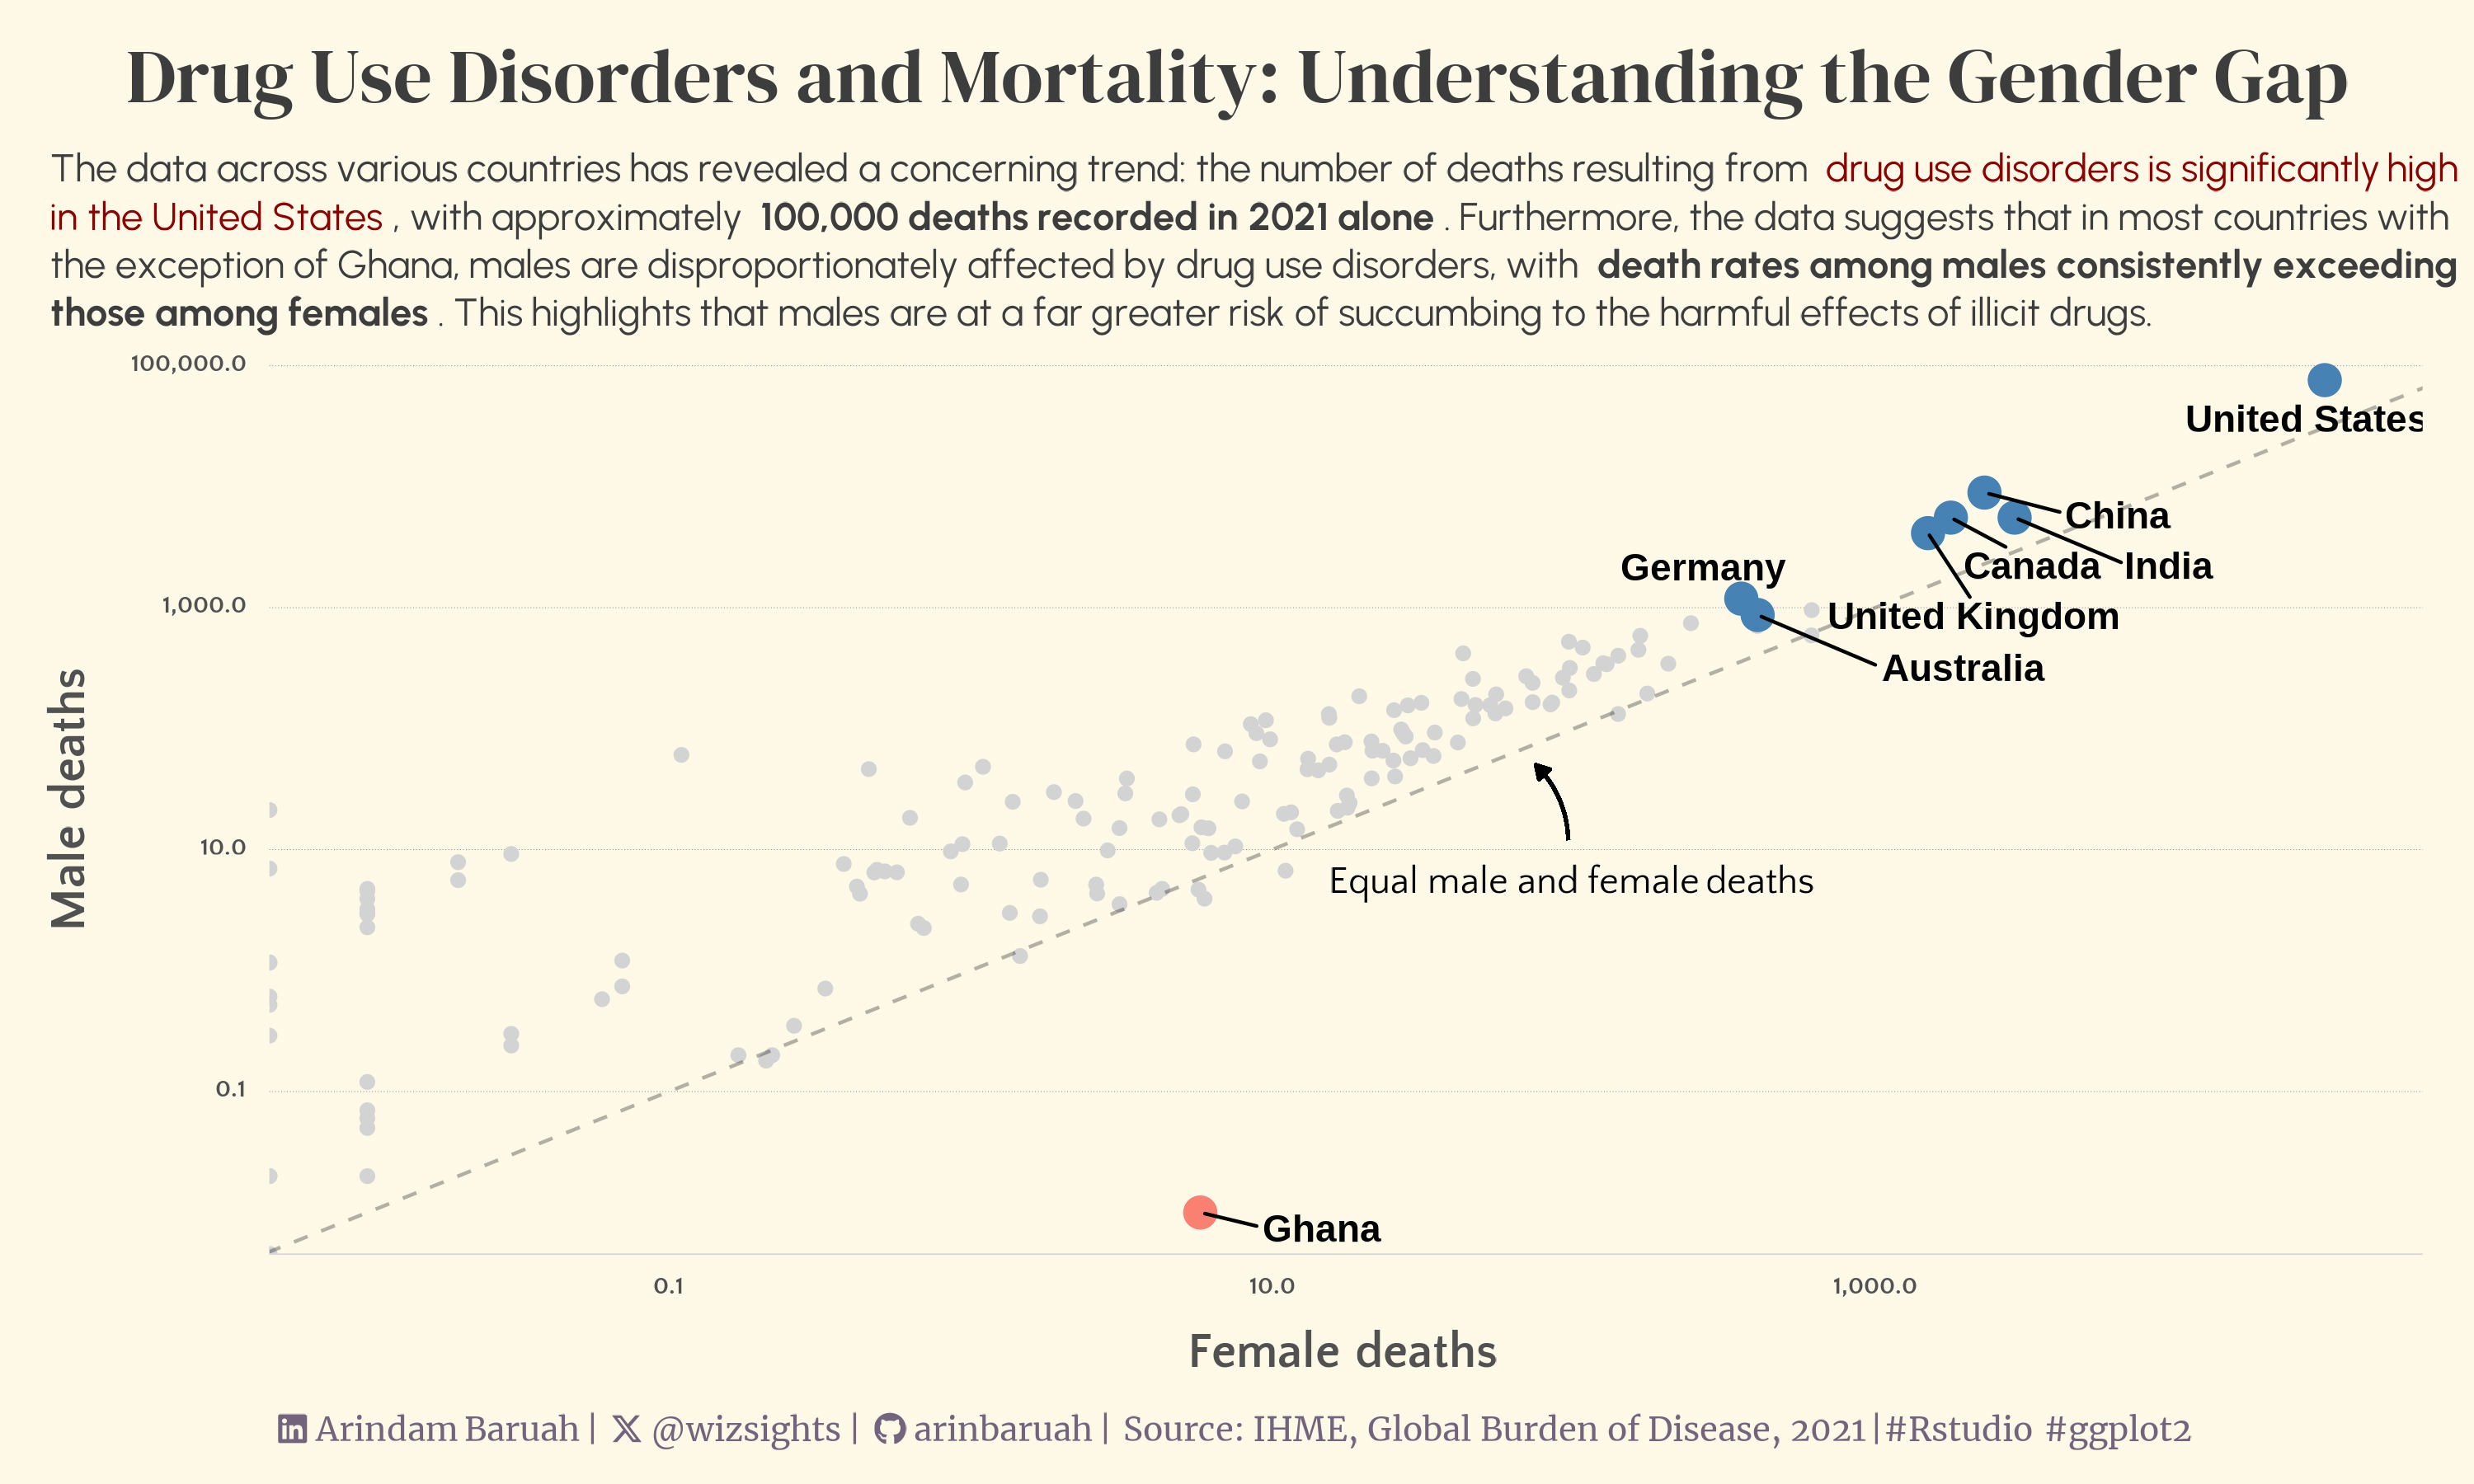 Drug Use Disorders and Mortality: Understanding the Gender Gap
The data across various countries has revealed a concerning trend: the number of deaths resulting from drug use disorders is significantly high
in the United States , with approximately 100,000 deaths recorded in 2021 alone . Furthermore, the data suggests that in most countries with
the exception of Ghana, males are disproportionately affected by drug use disorders, with death rates among males consistently exceeding
those among females . This highlights that males are at a far greater risk of succumbing to the harmful effects of illicit drugs.
100,000.0
United States
China
Germany
Canada
India
1,000.0
United Kingdom
Australia
Male deaths
10.0
Equal male and female deaths
0.1
Ghana
0.1
10.0
1,000.0
Female deaths
Arindam Baruah | X @wizsights | arinbaruah | Source: IHME, Global Burden of Disease, 2021|#Rstudio #ggplot2